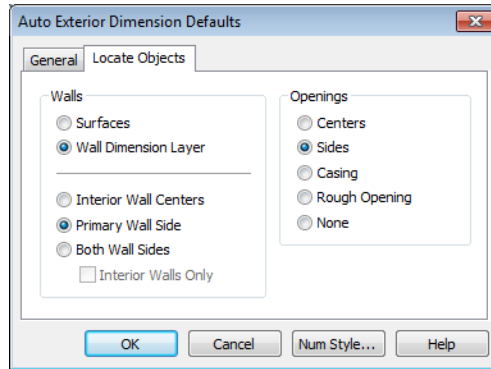 Auto Exterior Dimension Defaults
General
Locate Objects
Walls
Surfaces
Wall Dimension Layer
Interior Wall Centers
Primary Wall Side
Both Wall Sides
Interior Walls Only
Openings
Centers
Sides
Casing
Rough Opening
None
OK
Cancel
Num Style...
Help